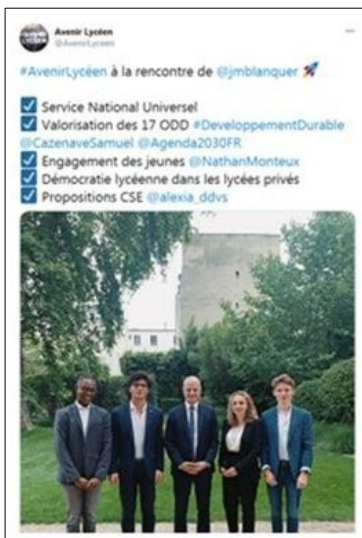 Avenir Lycéen
@AvenirLyceen
#AvenirLycéen à la rencontre de @jmblanquer 🚀
☑ Service National Universel
☑ Valorisation des 17 ODD #DeveloppementDurable
@CazenaveSamuel @Agenda2030FR
☑ Engagement des jeunes @NathanMonteux
☑ Démocratie lycéenne dans les lycées privés
☑ Propositions CSE @alexia_ddvs